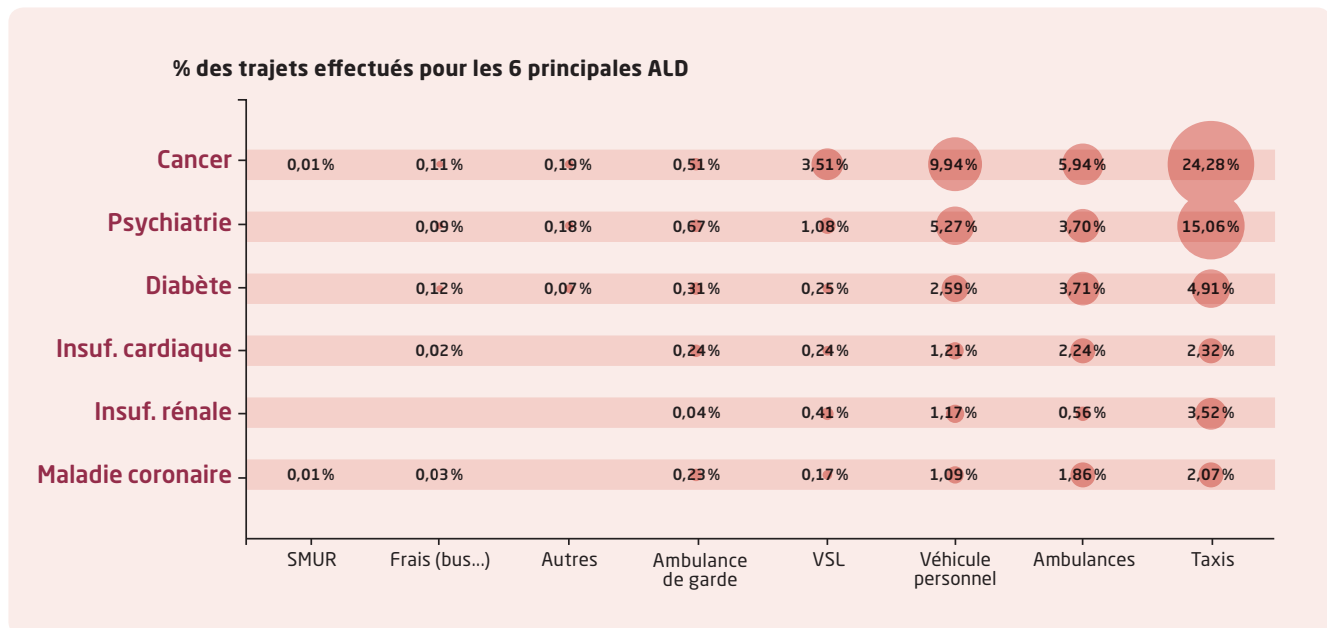 % des trajets effectués pour les 6 principales ALD
Cancer 0,01% 0,11% 0,19% 0,51% 3,51% 9,94% 5,94% 24,28%
Psychiatrie 0,09% 0,18% 0,67% 1,08% 5,27% 3,70% 15,06%
Diabète 0,12% 0,07% 0,31% 0,25% 2,59% 3,71% 4,91%
Insuf. cardiaque 0,02% 0,24% 0,24% 1,21% 2,24% 2,32%
Insuf. rénale 0,04% 0,41% 1,17% 0,56% 3,52%
Maladie coronaire 0,01% 0,03% 0,23% 0,17% 1,09% 1,86% 2,07%
SMUR Frais (bus...) Autres Ambulance VSL Véhicule Ambulances Taxis
de garde personnel